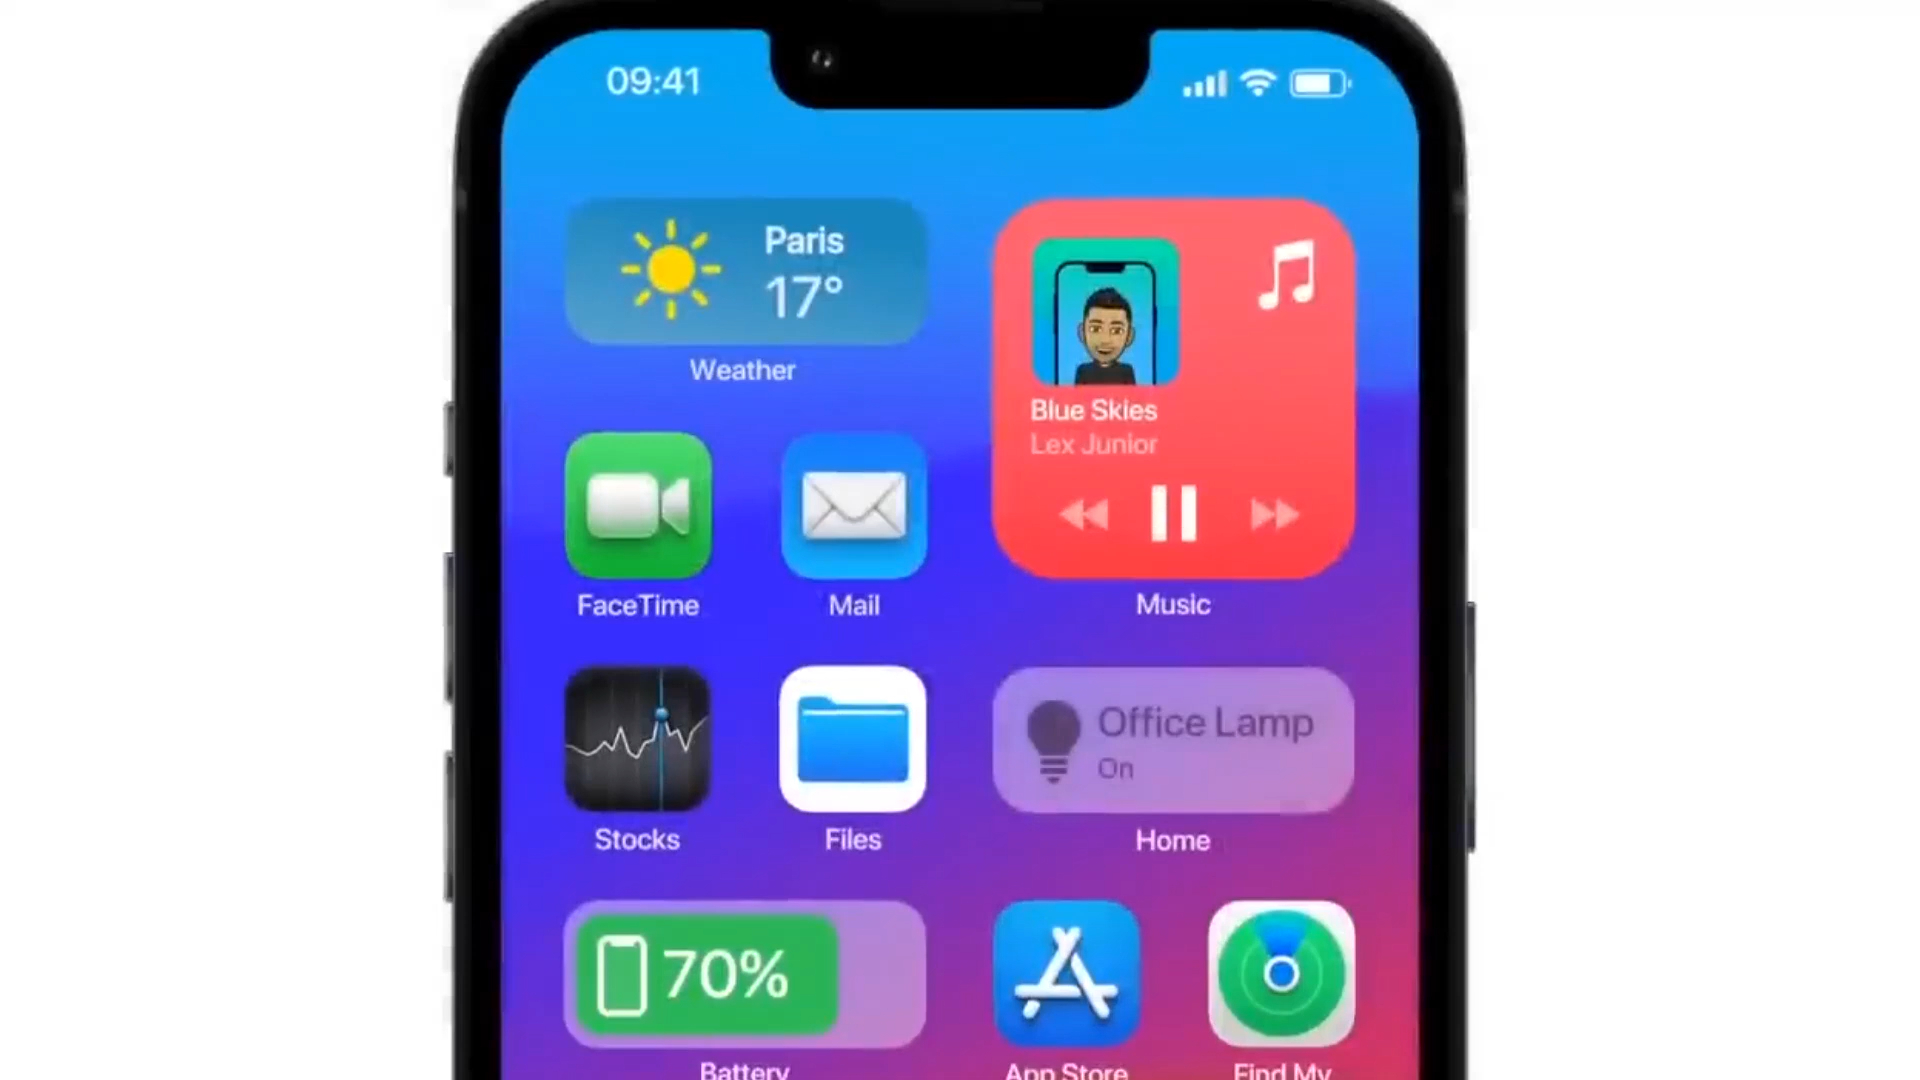 09:41
Paris
17°
Weather
Blue Skies
Lex Junior
FaceTime
Mail
Music
Office Lamp
On
Stocks
Files
Home
70%
Battery
App Store
Find My